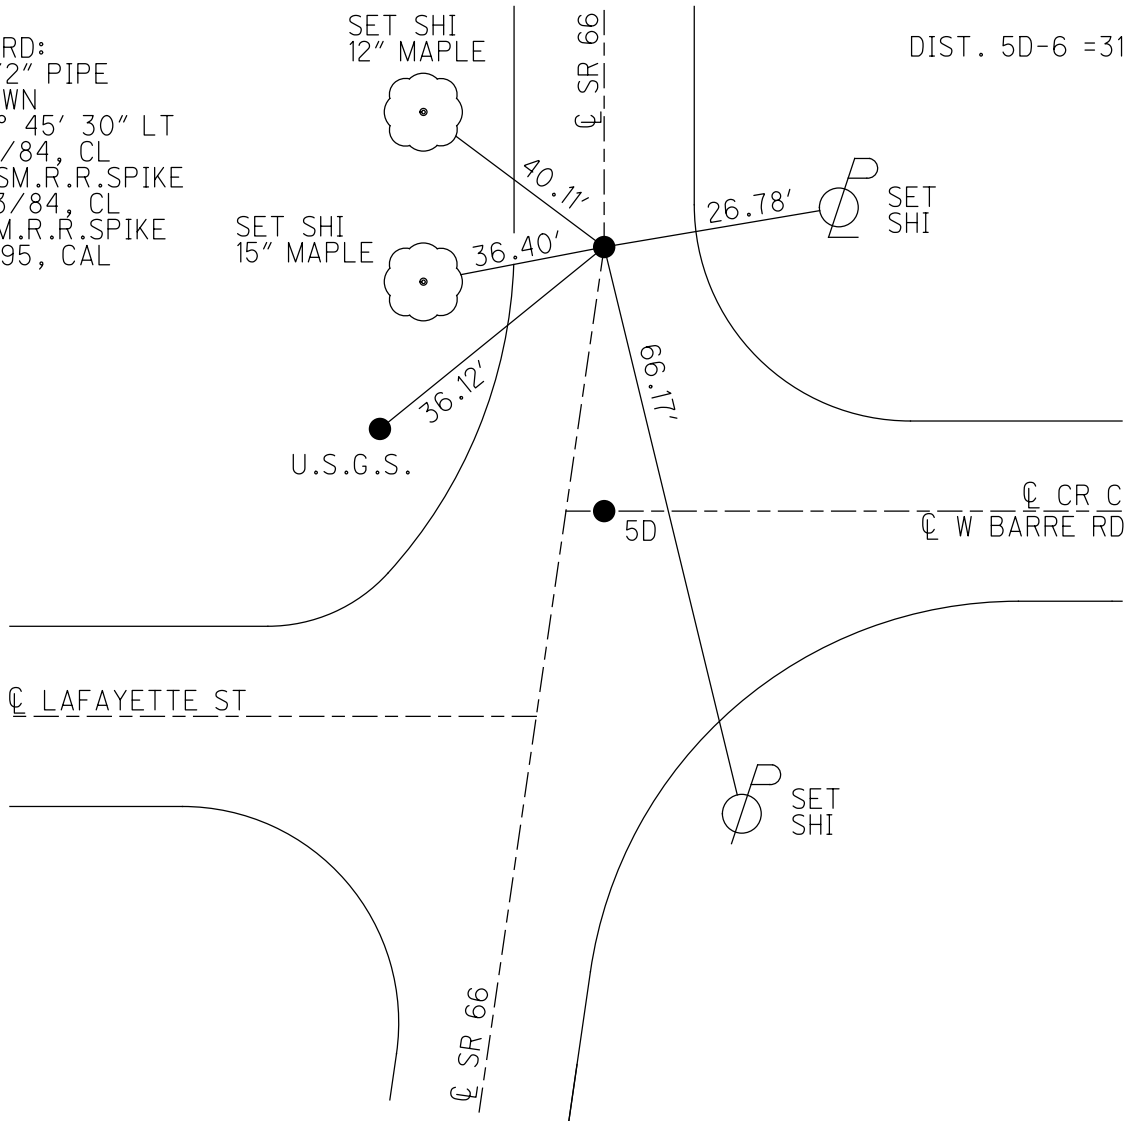 SET SHI
12" MAPLE
℄ SR 66
DIST. 5D-6 =31
RD:
/2" PIPE
WN
° 45' 30" LT
/84, CL
SM.R.R.SPIKE
3/84, CL
M.R.R.SPIKE
95, CAL
40.11'
26.78'
SET
SHI
SET SHI
15" MAPLE
36.40'
36.12'
66.17'
U.S.G.S.
5D
℄ CR C
℄ W BARRE RD
℄ LAFAYETTE ST
SET
SHI
℄ SR 66